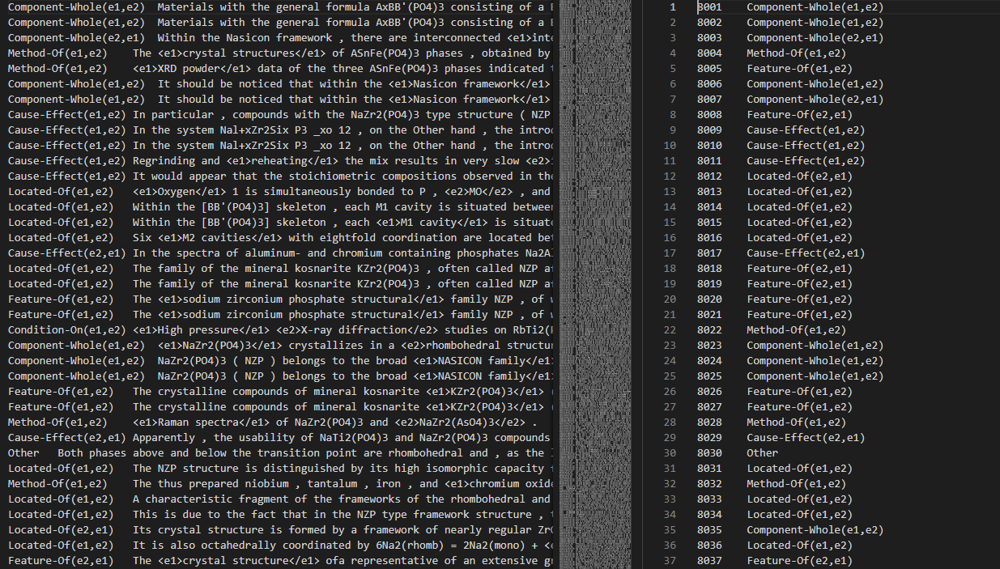 Component-Whole(e1,e2)  Materials with the general formula AxBB'(PO4)3 consisting of a
Component-Whole(e1,e2)  Materials with the general formula AxBB'(PO4)3 consisting of a
Component-Whole(e2,e1)  Within the Nasicon framework , there are interconnected <e1>inte
Method-Of(e1,e2)    The <e1>crystal structures</e1> of ASnFe(PO4)3 phases , obtained by
Method-Of(e1,e2)    <e1>XRD powder</e1> data of the three ASnFe(PO4)3 phases indicated
Component-Whole(e1,e2)  It should be noticed that within the <e1>Nasicon framework</e1>
Component-Whole(e1,e2)  It should be noticed that within the <e1>Nasicon framework</e1>
Cause-Effect(e1,e2) In particular , compounds with the NaZr2(PO4)3 type structure ( NZP
Cause-Effect(e1,e2) In the system Nal+xZr2Six P3 _xo 12 , on the Other hand , the introd
Cause-Effect(e1,e2) In the system Nal+xZr2Six P3 _xo 12 , on the Other hand , the introd
Cause-Effect(e1,e2) Regrinding and <e1>reheating</e1> the mix results in very slow <e2>
Cause-Effect(e1,e2) It would appear that the stoichiometric compositions observed in the
Located-Of(e1,e2)   <e1>Oxygen</e1> 1 is simultaneously bonded to P , <e2>MO</e2> , and
Located-Of(e1,e2)   Within the [BB'(PO4)3] skeleton , each M1 cavity is situated between
Located-Of(e1,e2)   Within the [BB'(PO4)3] skeleton , each <e1>M1 cavity</e1> is situate
Located-Of(e1,e2)   Six <e1>M2 cavities</e1> with eightfold coordination are located bet
Cause-Effect(e2,e1) In the spectra of aluminum- and chromium containing phosphates Na2Al
Located-Of(e1,e2)   The family of the mineral kosnarite KZr2(PO4)3 , often called NZP a
Located-Of(e1,e2)   The family of the mineral kosnarite KZr2(PO4)3 , often called NZP a
Feature-Of(e1,e2)   The <e1>sodium zirconium phosphate structural</e1> family NZP , of
Feature-Of(e1,e2)   The <e1>sodium zirconium phosphate structural</e1> family NZP , of
Condition-On(e1,e2) <e1>High pressure</e1> <e2>X-ray diffraction</e2> studies on RbTi2(
Component-Whole(e1,e2)  <e1>NaZr2(PO4)3</e1> crystallizes in a <e2>rhombohedral structur
Component-Whole(e1,e2)  NaZr2(PO4)3 ( NZP ) belongs to the broad <e1>NASICON family</e1>
Component-Whole(e1,e2)  NaZr2(PO4)3 ( NZP ) belongs to the broad <e1>NASICON family</e1>
Feature-Of(e1,e2)   The crystalline compounds of mineral kosnarite <e1>KZr2(PO4)3</e1> (
Feature-Of(e1,e2)   The crystalline compounds of mineral kosnarite <e1>KZr2(PO4)3</e1> (
Method-Of(e1,e2)    <e1>Raman spectra</e1> of NaZr2(PO4)3 and <e2>NaZr2(AsO4)3</e2> .
Cause-Effect(e2,e1) Apparently , the usability of NaTi2(PO4)3 and NaZr2(PO4)3 compounds
Other   Both phases above and below the transition point are rhombohedral and , as the
Located-Of(e1,e2)   The NZP structure is distinguished by its high isomorphic capacity
Method-Of(e1,e2)    The thus prepared niobium , tantalum , iron , and <e1>chromium oxide
Located-Of(e1,e2)   A characteristic fragment of the frameworks of the rhombohedral and
Located-Of(e1,e2)   This is due to the fact that in the NZP type framework structure ,
Located-Of(e2,e1)   Its crystal structure is formed by a framework of nearly regular ZrO
Located-Of(e1,e2)   It is also octahedrally coordinated by 6Na2(rhomb) = 2Na2(mono) + <e
Feature-Of(e2,e1)   The <e1>crystal structure</e1> ofa representative of an extensive gr
1 8001 Component-Whole(e1,e2)
2 8002 Component-Whole(e1,e2)
3 8003 Component-Whole(e2,e1)
4 8004 Method-Of(e1,e2)
5 8005 Feature-Of(e1,e2)
6 8006 Component-Whole(e1,e2)
7 8007 Component-Whole(e2,e1)
8 8008 Feature-Of(e2,e1)
9 8009 Cause-Effect(e1,e2)
10 8010 Cause-Effect(e1,e2)
11 8011 Cause-Effect(e1,e2)
12 8012 Located-Of(e2,e1)
13 8013 Located-Of(e1,e2)
14 8014 Located-Of(e1,e2)
15 8015 Located-Of(e1,e2)
16 8016 Located-Of(e1,e2)
17 8017 Cause-Effect(e2,e1)
18 8018 Feature-Of(e2,e1)
19 8019 Feature-Of(e2,e1)
20 8020 Feature-Of(e1,e2)
21 8021 Feature-Of(e1,e2)
22 8022 Method-Of(e1,e2)
23 8023 Component-Whole(e1,e2)
24 8024 Component-Whole(e1,e2)
25 8025 Component-Whole(e1,e2)
26 8026 Feature-Of(e1,e2)
27 8027 Feature-Of(e1,e2)
28 8028 Method-Of(e1,e2)
29 8029 Cause-Effect(e2,e1)
30 8030 Other
31 8031 Located-Of(e1,e2)
32 8032 Method-Of(e1,e2)
33 8033 Located-Of(e1,e2)
34 8034 Located-Of(e1,e2)
35 8035 Component-Whole(e1,e2)
36 8036 Located-Of(e1,e2)
37 8037 Feature-Of(e2,e1)